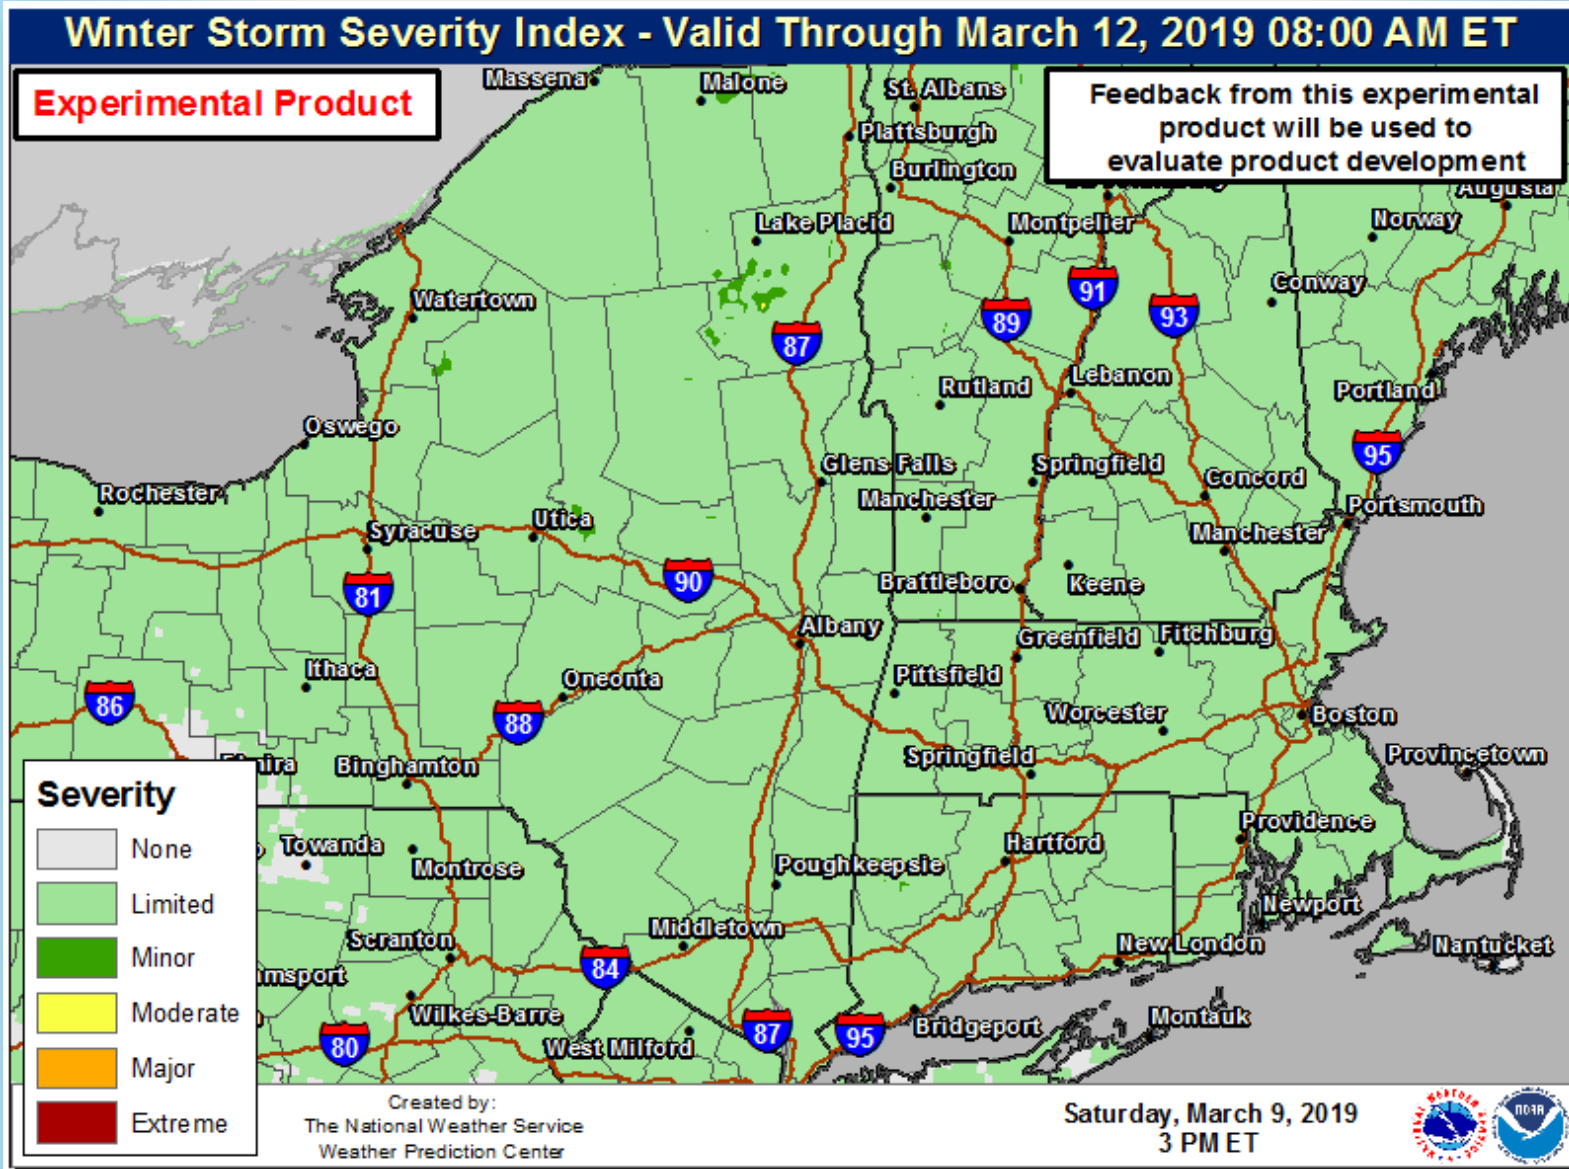 Winter Storm Severity Index - Valid Through March 12, 2019 08:00 AM ET
Experimental Product
Feedback from this experimental
product will be used to
evaluate product development
Massena
Malone
St. Albans
Plattsburgh
Burlington
Augusta
Lake Placid
Montpelier
Norway
Watertown
91
Conway
89
93
87
Rutland
Lebanon
Portland
Oswego
95
Glens Falls
Springfield
Rochester
Manchester
Concord
Utica
Portsmouth
Syracuse
Manchester
90
81
Brattleboro
Keene
Albany
Greenfield
Fitchburg
Ithaca
Oneonta
Pittsfield
86
88
Worcester
Boston
Springfield
Provincetown
Binghamton
Severity
None
Limited
Minor
Moderate
Major
Extreme
Towanda
Montrose
Poughkeepsie
Hartford
Providence
Newport
Scranton
Middletown
New London
Nantucket
84
amsport
Wilkes-Barre
West Milford
80
87
95
Bridgeport
Montauk
Created by:
The National Weather Service
Weather Prediction Center
Saturday, March 9, 2019
3 PM ET
NOAA